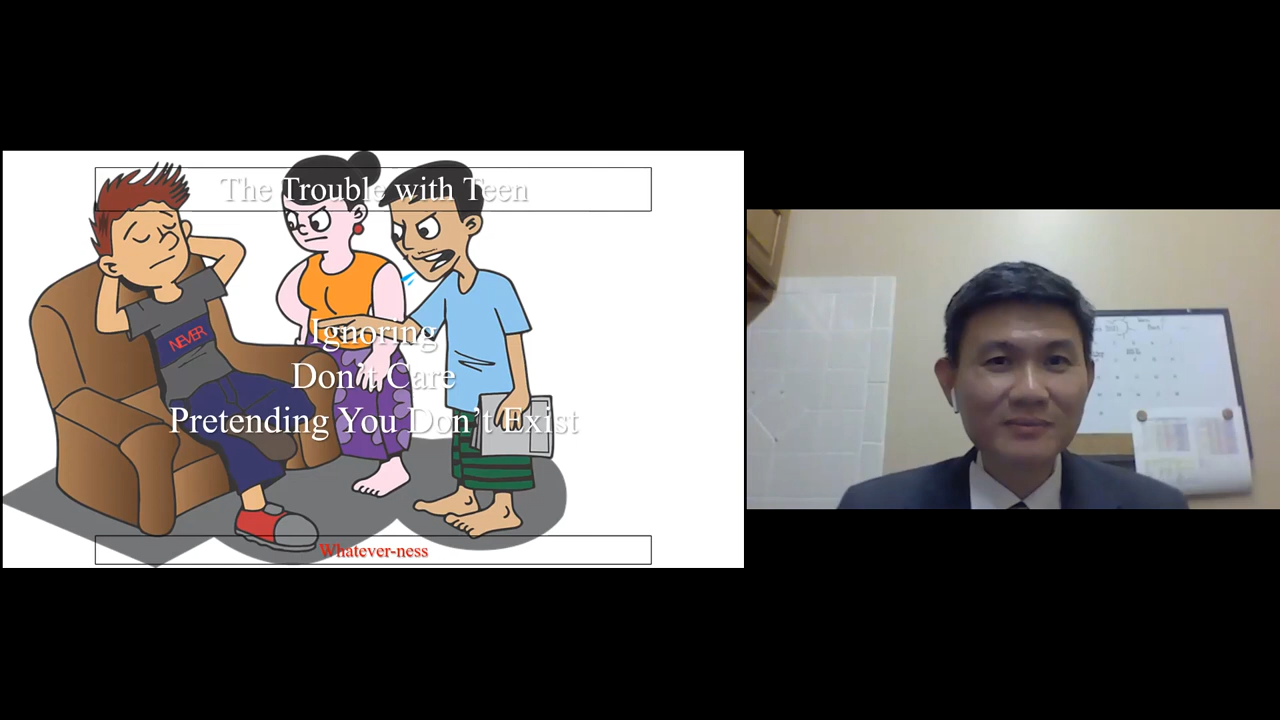 The Trouble with Teen
NEVER
Ignoring
Don't Care
Pretending You Don't Exist
Whatever-ness